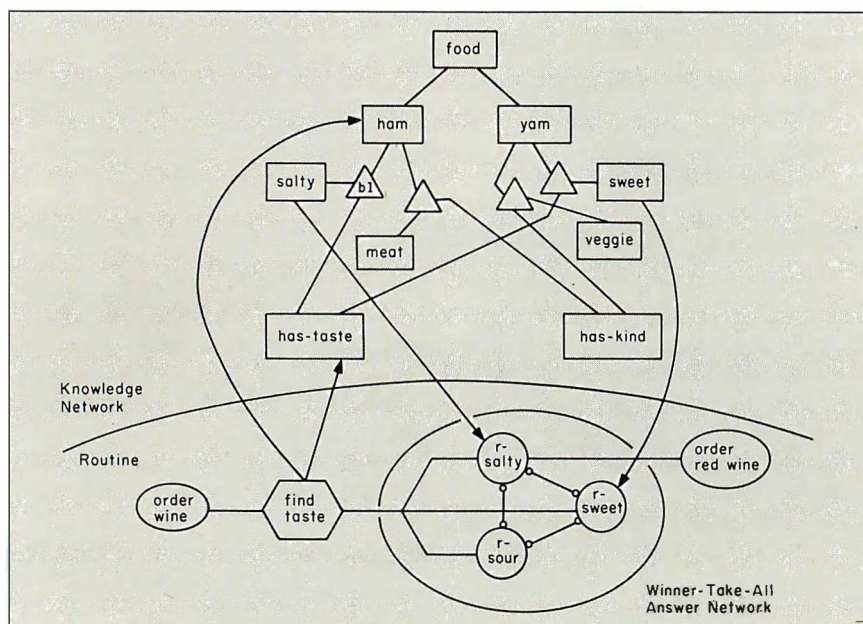 food
ham
yam
salty
b1
sweet
meat
veggie
has-taste
has-kind
Knowledge
Network
Routine
order
wine
find
taste
r-
salty
r-
sweet
r-
sour
order
red wine
Winner-Take-All
Answer Network